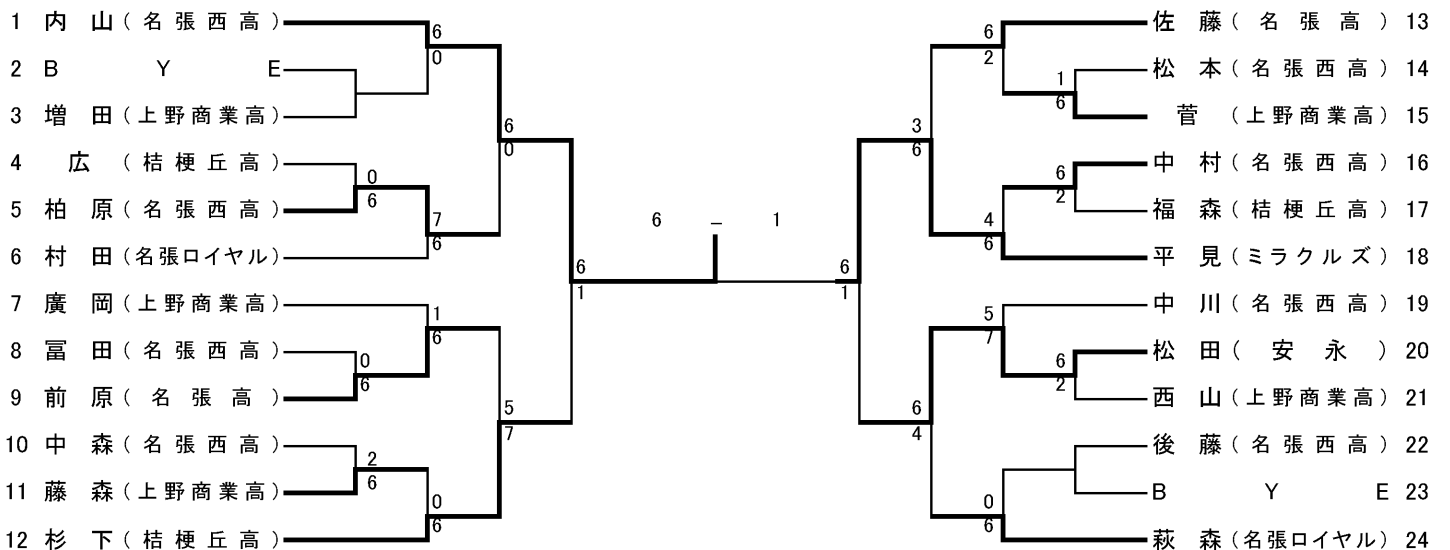 1 内 山 (名 張 西 高)
2 B Y E
3 増 田 (上野商業高)
4 広 (桔 梗 丘 高)
5 柏 原 (名 張 西 高)
6 村 田 (名張ロイヤル)
7 廣 岡 (上野商業高)
8 冨 田 (名 張 西 高)
9 前 原 (名 張 高)
10 中 森 (名 張 西 高)
11 藤 森 (上野商業高)
12 杉 下 (桔 梗 丘 高)
6
0
0
6
7
6
6
0
1
6
0
6
2
6
0
6
5
7
6
1
6 － 1
6
1
3
6
6
2
1
6
6
2
4
6
5
7
6
2
6
4
0
6
佐 藤 (名 張 高) 13
松 本 (名 張 西 高) 14
菅 (上野商業高) 15
中 村 (名 張 西 高) 16
福 森 (桔 梗 丘 高) 17
平 見 (ミラクルズ) 18
中 川 (名 張 西 高) 19
松 田 (安 永) 20
西 山 (上野商業高) 21
後 藤 (名 張 西 高) 22
B Y E 23
萩 森 (名張ロイヤル) 24